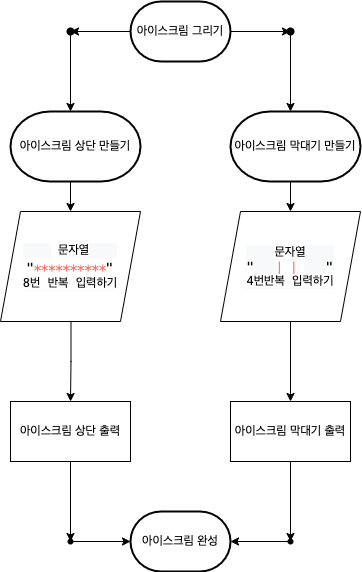 아이스크림 그리기
아이스크림 상단 만들기
아이스크림 막대기 만들기
문자열
"**********"
8번 반복 입력하기
문자열
"   | |   "
4번반복 입력하기
아이스크림 상단 출력
아이스크림 막대기 출력
아이스크림 완성